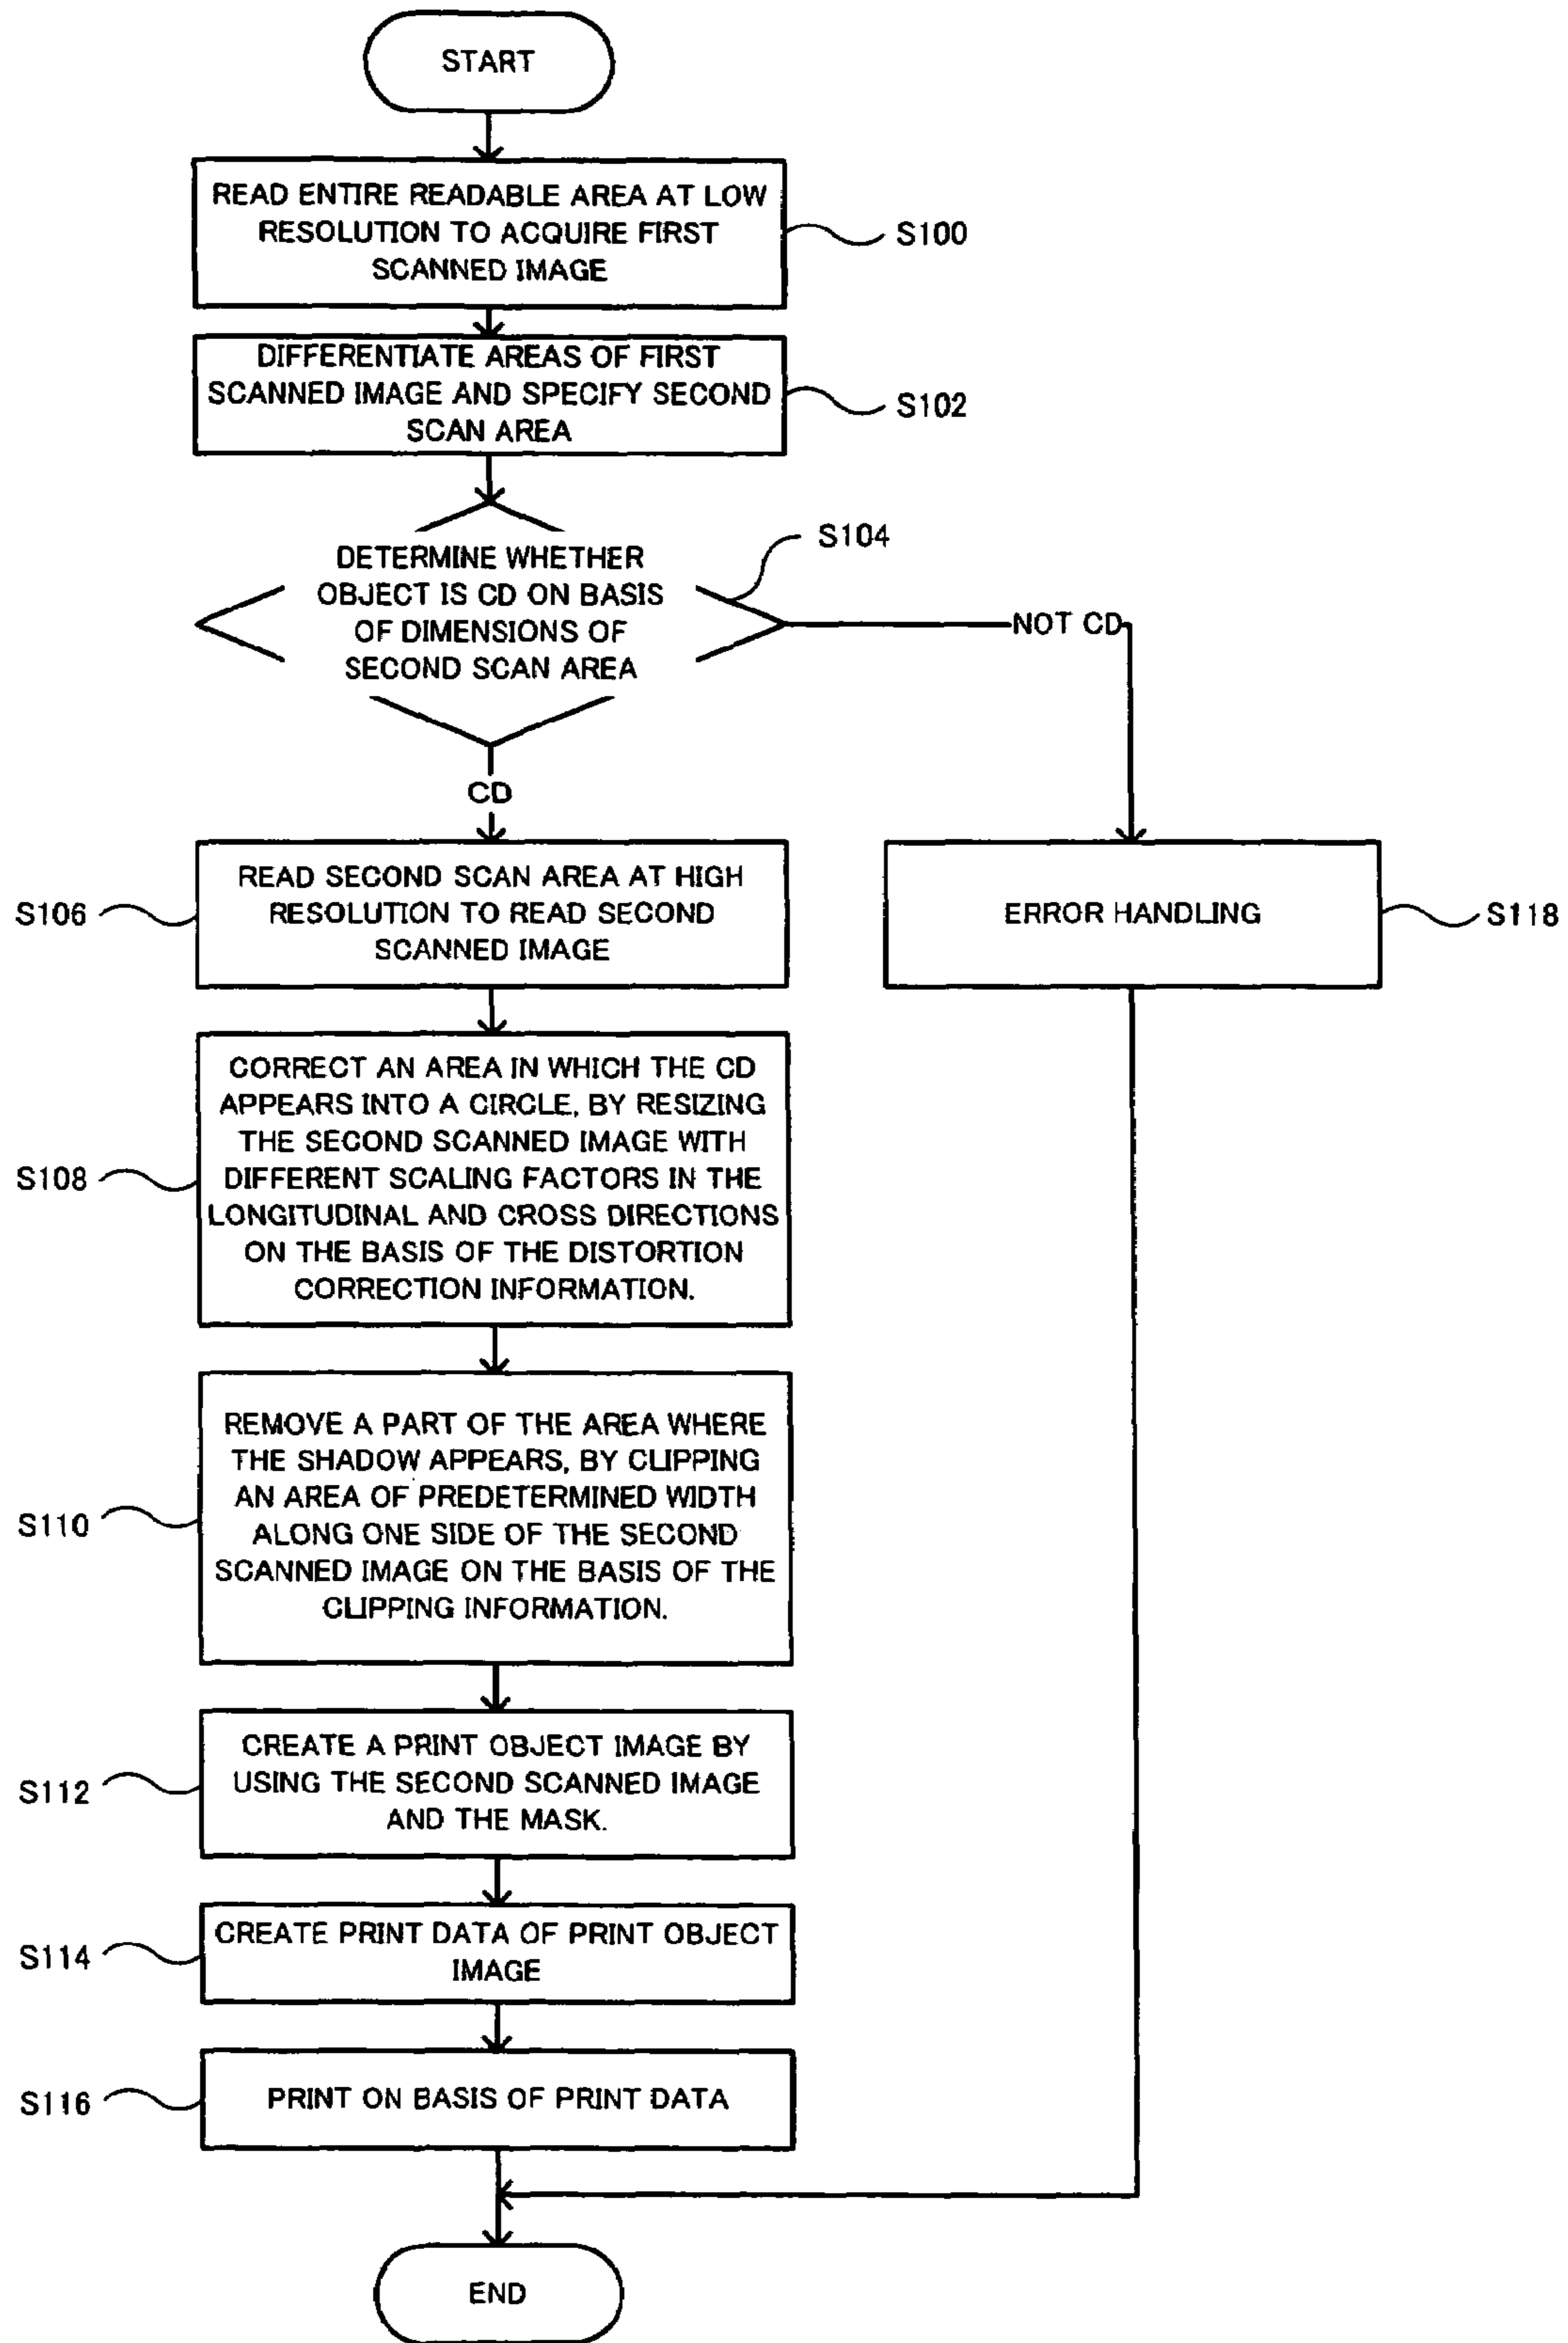 START
READ ENTIRE READABLE AREA AT LOW
RESOLUTION TO ACQUIRE FIRST
SCANNED IMAGE
S100
DIFFERENTIATE AREAS OF FIRST
SCANNED IMAGE AND SPECIFY SECOND
SCAN AREA
S102
DETERMINE WHETHER
OBJECT IS CD ON BASIS
OF DIMENSIONS OF
SECOND SCAN AREA
S104
NOT CD
CD
READ SECOND SCAN AREA AT HIGH
RESOLUTION TO READ SECOND
SCANNED IMAGE
S106
ERROR HANDLING
S118
CORRECT AN AREA IN WHICH THE CD
APPEARS INTO A CIRCLE, BY RESIZING
THE SECOND SCANNED IMAGE WITH
DIFFERENT SCALING FACTORS IN THE
LONGITUDINAL AND CROSS DIRECTIONS
ON THE BASIS OF THE DISTORTION
CORRECTION INFORMATION.
S108
REMOVE A PART OF THE AREA WHERE
THE SHADOW APPEARS, BY CLIPPING
AN AREA OF PREDETERMINED WIDTH
ALONG ONE SIDE OF THE SECOND
SCANNED IMAGE ON THE BASIS OF THE
CLIPPING INFORMATION.
S110
CREATE A PRINT OBJECT IMAGE BY
USING THE SECOND SCANNED IMAGE
AND THE MASK.
S112
CREATE PRINT DATA OF PRINT OBJECT
IMAGE
S114
PRINT ON BASIS OF PRINT DATA
S116
END